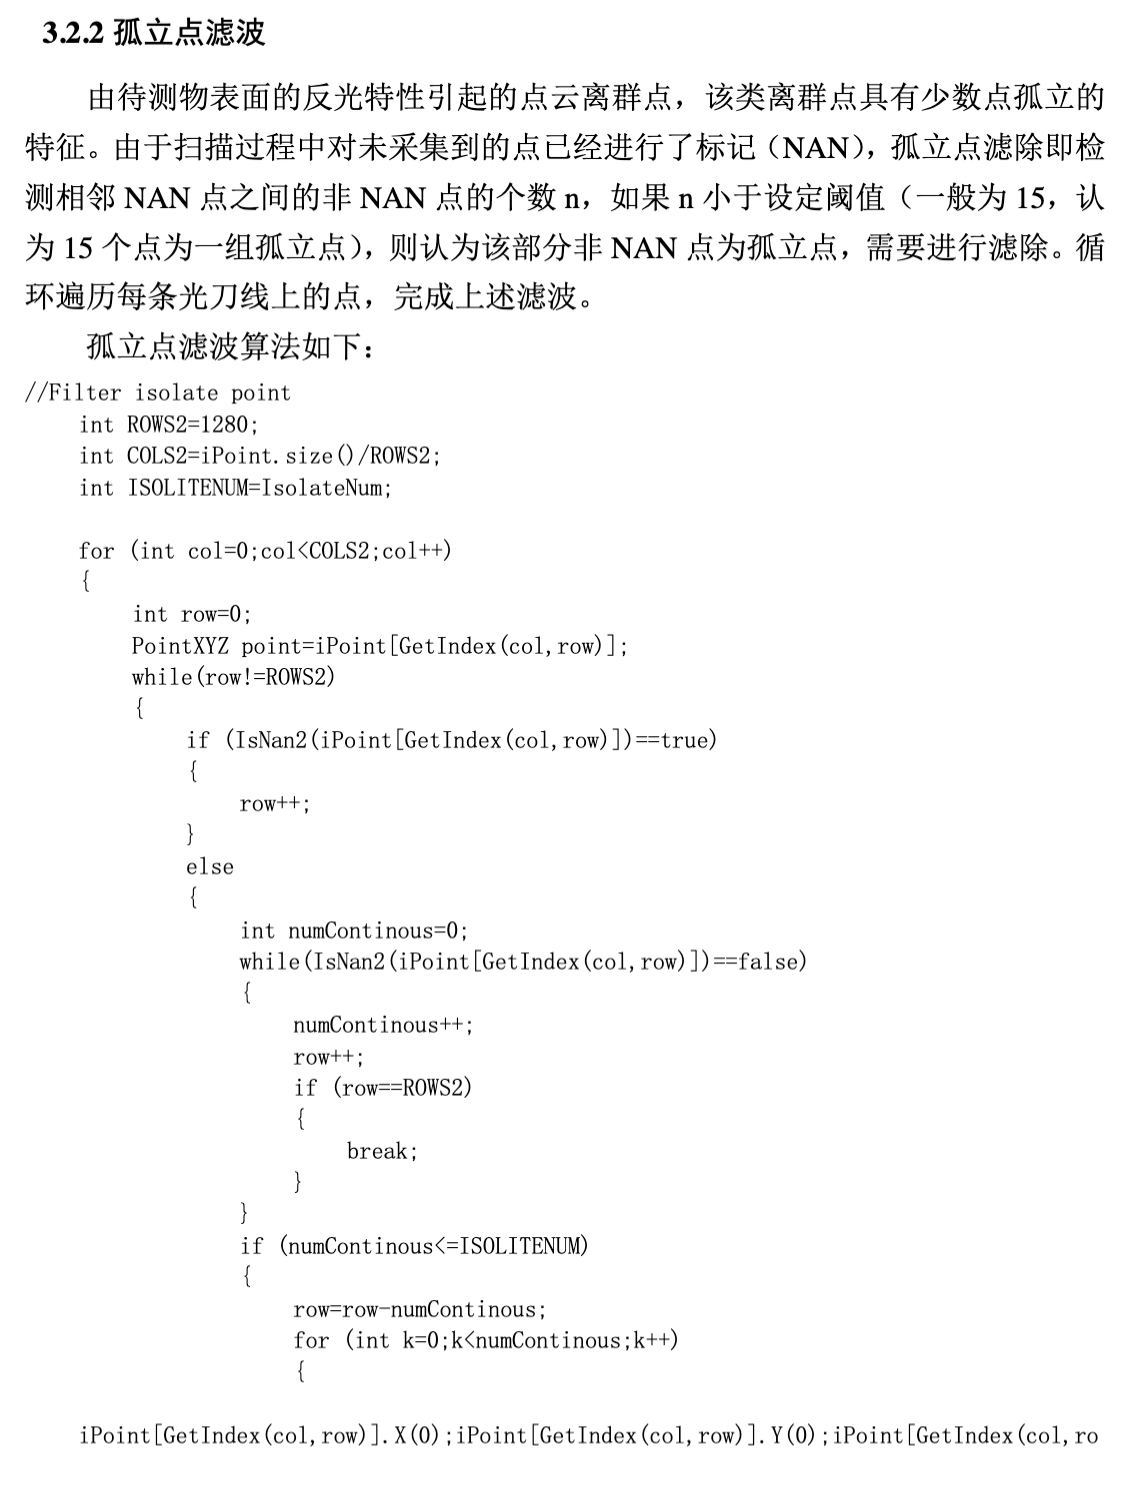 3.2.2 孤立点滤波
由待测物表面的反光特性引起的点云离群点，该类离群点具有少数点孤立的
特征。由于扫描过程中对未采集到的点已经进行了标记（NAN），孤立点滤除即检
测相邻 NAN 点之间的非 NAN 点的个数 n，如果 n 小于设定阈值（一般为 15，认
为 15 个点为一组孤立点），则认为该部分非 NAN 点为孤立点，需要进行滤除。循
环遍历每条光刀线上的点，完成上述滤波。
孤立点滤波算法如下：
//Filter isolate point
int ROWS2=1280;
int COLS2=iPoint.size()/ROWS2;
int ISOLITENUM=IsolateNum;
for (int col=0;col<COLS2;col++)
{
int row=0;
PointXYZ point=iPoint[GetIndex(col,row)];
while(row!=ROWS2)
{
if (IsNan2(iPoint[GetIndex(col,row)])==true)
{
row++;
}
else
{
int numContinous=0;
while(IsNan2(iPoint[GetIndex(col,row)])==false)
{
numContinous++;
row++;
if (row==ROWS2)
{
break;
}
}
if (numContinous<=ISOLITENUM)
{
row=row-numContinous;
for (int k=0;k<numContinous;k++)
{
iPoint[GetIndex(col,row)].X(0);iPoint[GetIndex(col,row)].Y(0);iPoint[GetIndex(col,ro